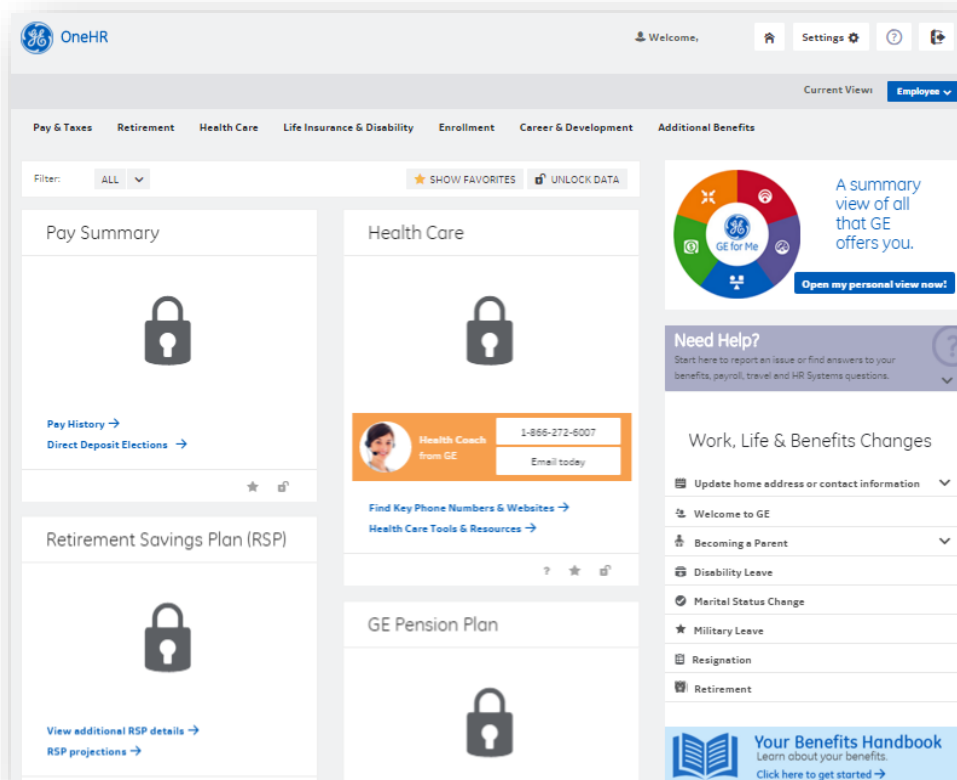 OneHR
Welcome,
Settings
Current View:
Employee
Pay & Taxes
Retirement
Health Care
Life Insurance & Disability
Enrollment
Career & Development
Additional Benefits
Filter:
ALL
SHOW FAVORITES
UNLOCK DATA
Pay Summary
Pay History →
Direct Deposit Elections →
Retirement Savings Plan (RSP)
View additional RSP details →
RSP projections →
Health Care
Health Coach
from GE
1-866-272-6007
Email today
Find Key Phone Numbers & Websites →
Health Care Tools & Resources →
?
GE Pension Plan
GE for Me
A summary
view of all
that GE
offers you.
Open my personal view now!
Need Help?
Start here to report an issue or find answers to your
benefits, payroll, travel and HR Systems questions.
Work, Life & Benefits Changes
Update home address or contact information
Welcome to GE
Becoming a Parent
Disability Leave
Marital Status Change
Military Leave
Resignation
Retirement
Your Benefits Handbook
Learn about your benefits.
Click here to get started →